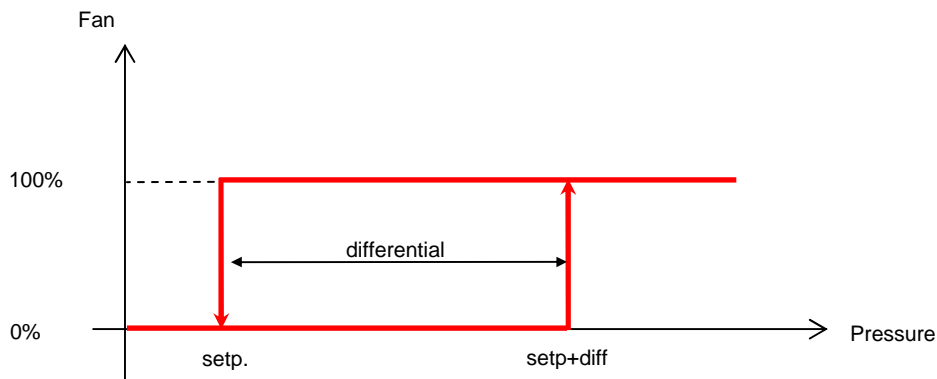 Fan
100%
differential
0%
Pressure
setp.
setp+diff